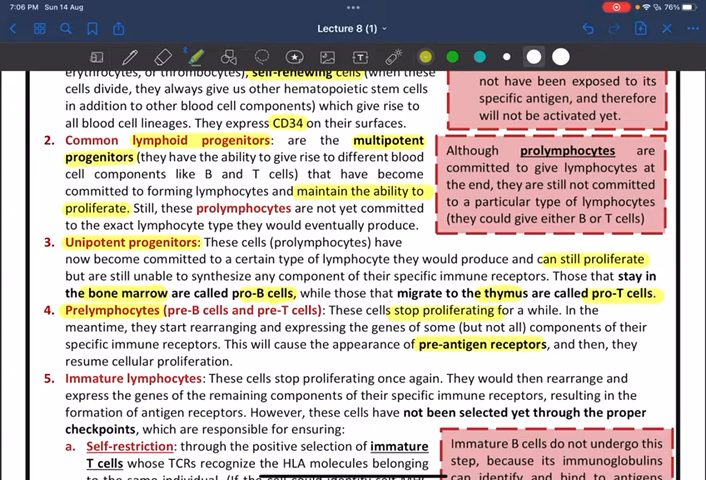 7:06 PM Sun 14 Aug
76%
Lecture 8 (1)
erythrocytes, or thrombocytes), self-renewing cells (when these
cells divide, they always give us other hematopoietic stem cells
in addition to other blood cell components) which give rise to
all blood cell lineages. They express CD34 on their surfaces.
not have been exposed to its
specific antigen, and therefore
will not be activated yet.
2. Common lymphoid progenitors: are the multipotent
progenitors (they have the ability to give rise to different blood
cell components like B and T cells) that have become
committed to forming lymphocytes and maintain the ability to
proliferate. Still, these prolymphocytes are not yet committed
to the exact lymphocyte type they would eventually produce.
Although prolymphocytes are
committed to give lymphocytes at
the end, they are still not committed
to a particular type of lymphocytes
(they could give either B or T cells)
3. Unipotent progenitors: These cells (prolymphocytes) have
now become committed to a certain type of lymphocyte they would produce and can still proliferate
but are still unable to synthesize any component of their specific immune receptors. Those that stay in
the bone marrow are called pro-B cells, while those that migrate to the thymus are called pro-T cells.
4. Prelymphocytes (pre-B cells and pre-T cells): These cells stop proliferating for a while. In the
meantime, they start rearranging and expressing the genes of some (but not all) components of their
specific immune receptors. This will cause the appearance of pre-antigen receptors, and then, they
resume cellular proliferation.
5. Immature lymphocytes: These cells stop proliferating once again. They would then rearrange and
express the genes of the remaining components of their specific immune receptors, resulting in the
formation of antigen receptors. However, these cells have not been selected yet through the proper
checkpoints, which are responsible for ensuring:
a. Self-restriction: through the positive selection of immature
T cells whose TCRs recognize the HLA molecules belonging
to the same individual. (If the cell could identify self MHC
Immature B cells do not undergo this
step, because its immunoglobulins
can identify and bind to antigens